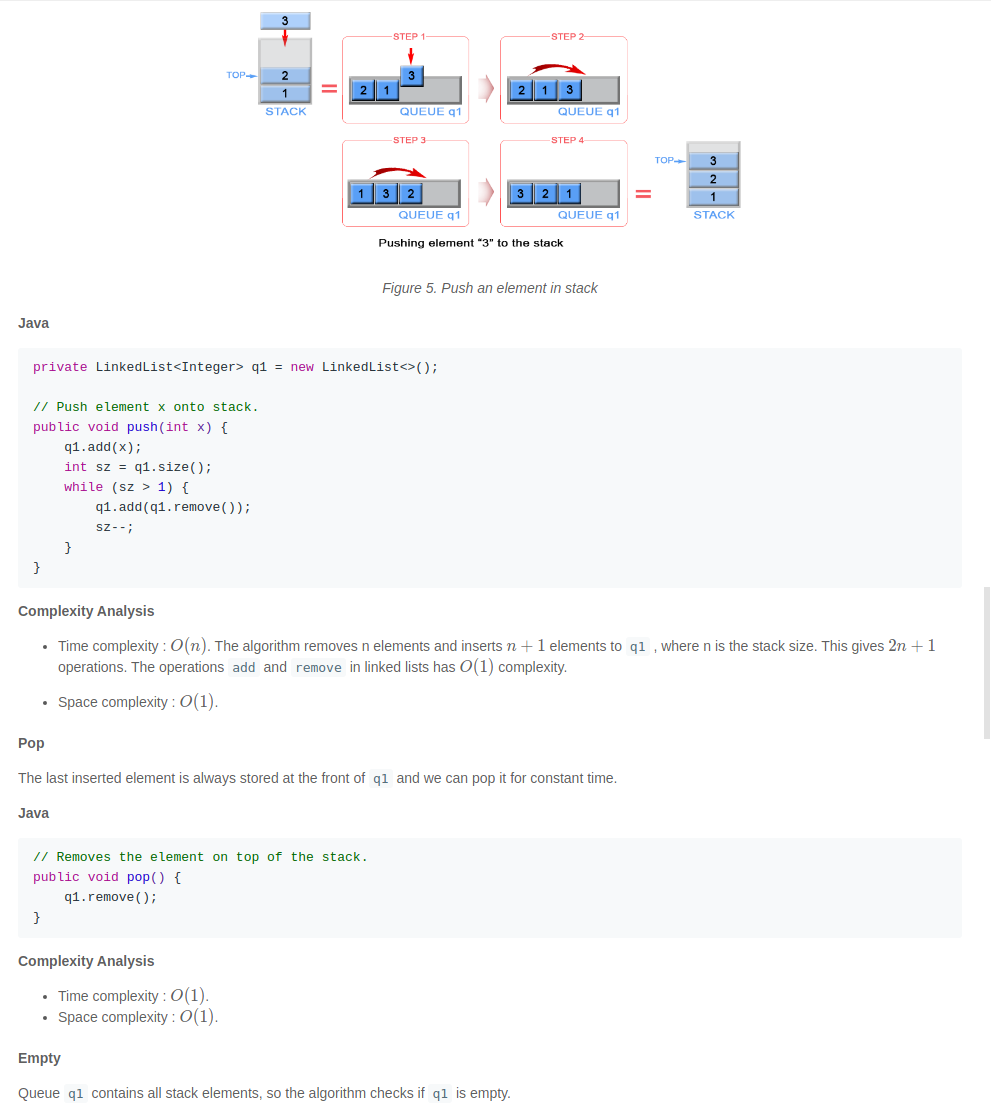 3
STEP 1
STEP 2
TOP
2
1
3
2 1
2 1 3
STACK
QUEUE q1
QUEUE q1
STEP 3
STEP 4
1 3 2
3 2 1
TOP
3
2
1
QUEUE q1
QUEUE q1
STACK
=
=
Pushing element "3" to the stack
Figure 5. Push an element in stack
Java
private LinkedList<Integer> q1 = new LinkedList<>();
// Push element x onto stack.
public void push(int x) {
    q1.add(x);
    int sz = q1.size();
    while (sz > 1) {
        q1.add(q1.remove());
        sz--;
    }
}
Complexity Analysis
• Time complexity : O(n). The algorithm removes n elements and inserts n + 1 elements to q1 , where n is the stack size. This gives 2n + 1
operations. The operations add and remove in linked lists has O(1) complexity.
• Space complexity : O(1).
Pop
The last inserted element is always stored at the front of q1 and we can pop it for constant time.
Java
// Removes the element on top of the stack.
public void pop() {
    q1.remove();
}
Complexity Analysis
• Time complexity : O(1).
• Space complexity : O(1).
Empty
Queue q1 contains all stack elements, so the algorithm checks if q1 is empty.